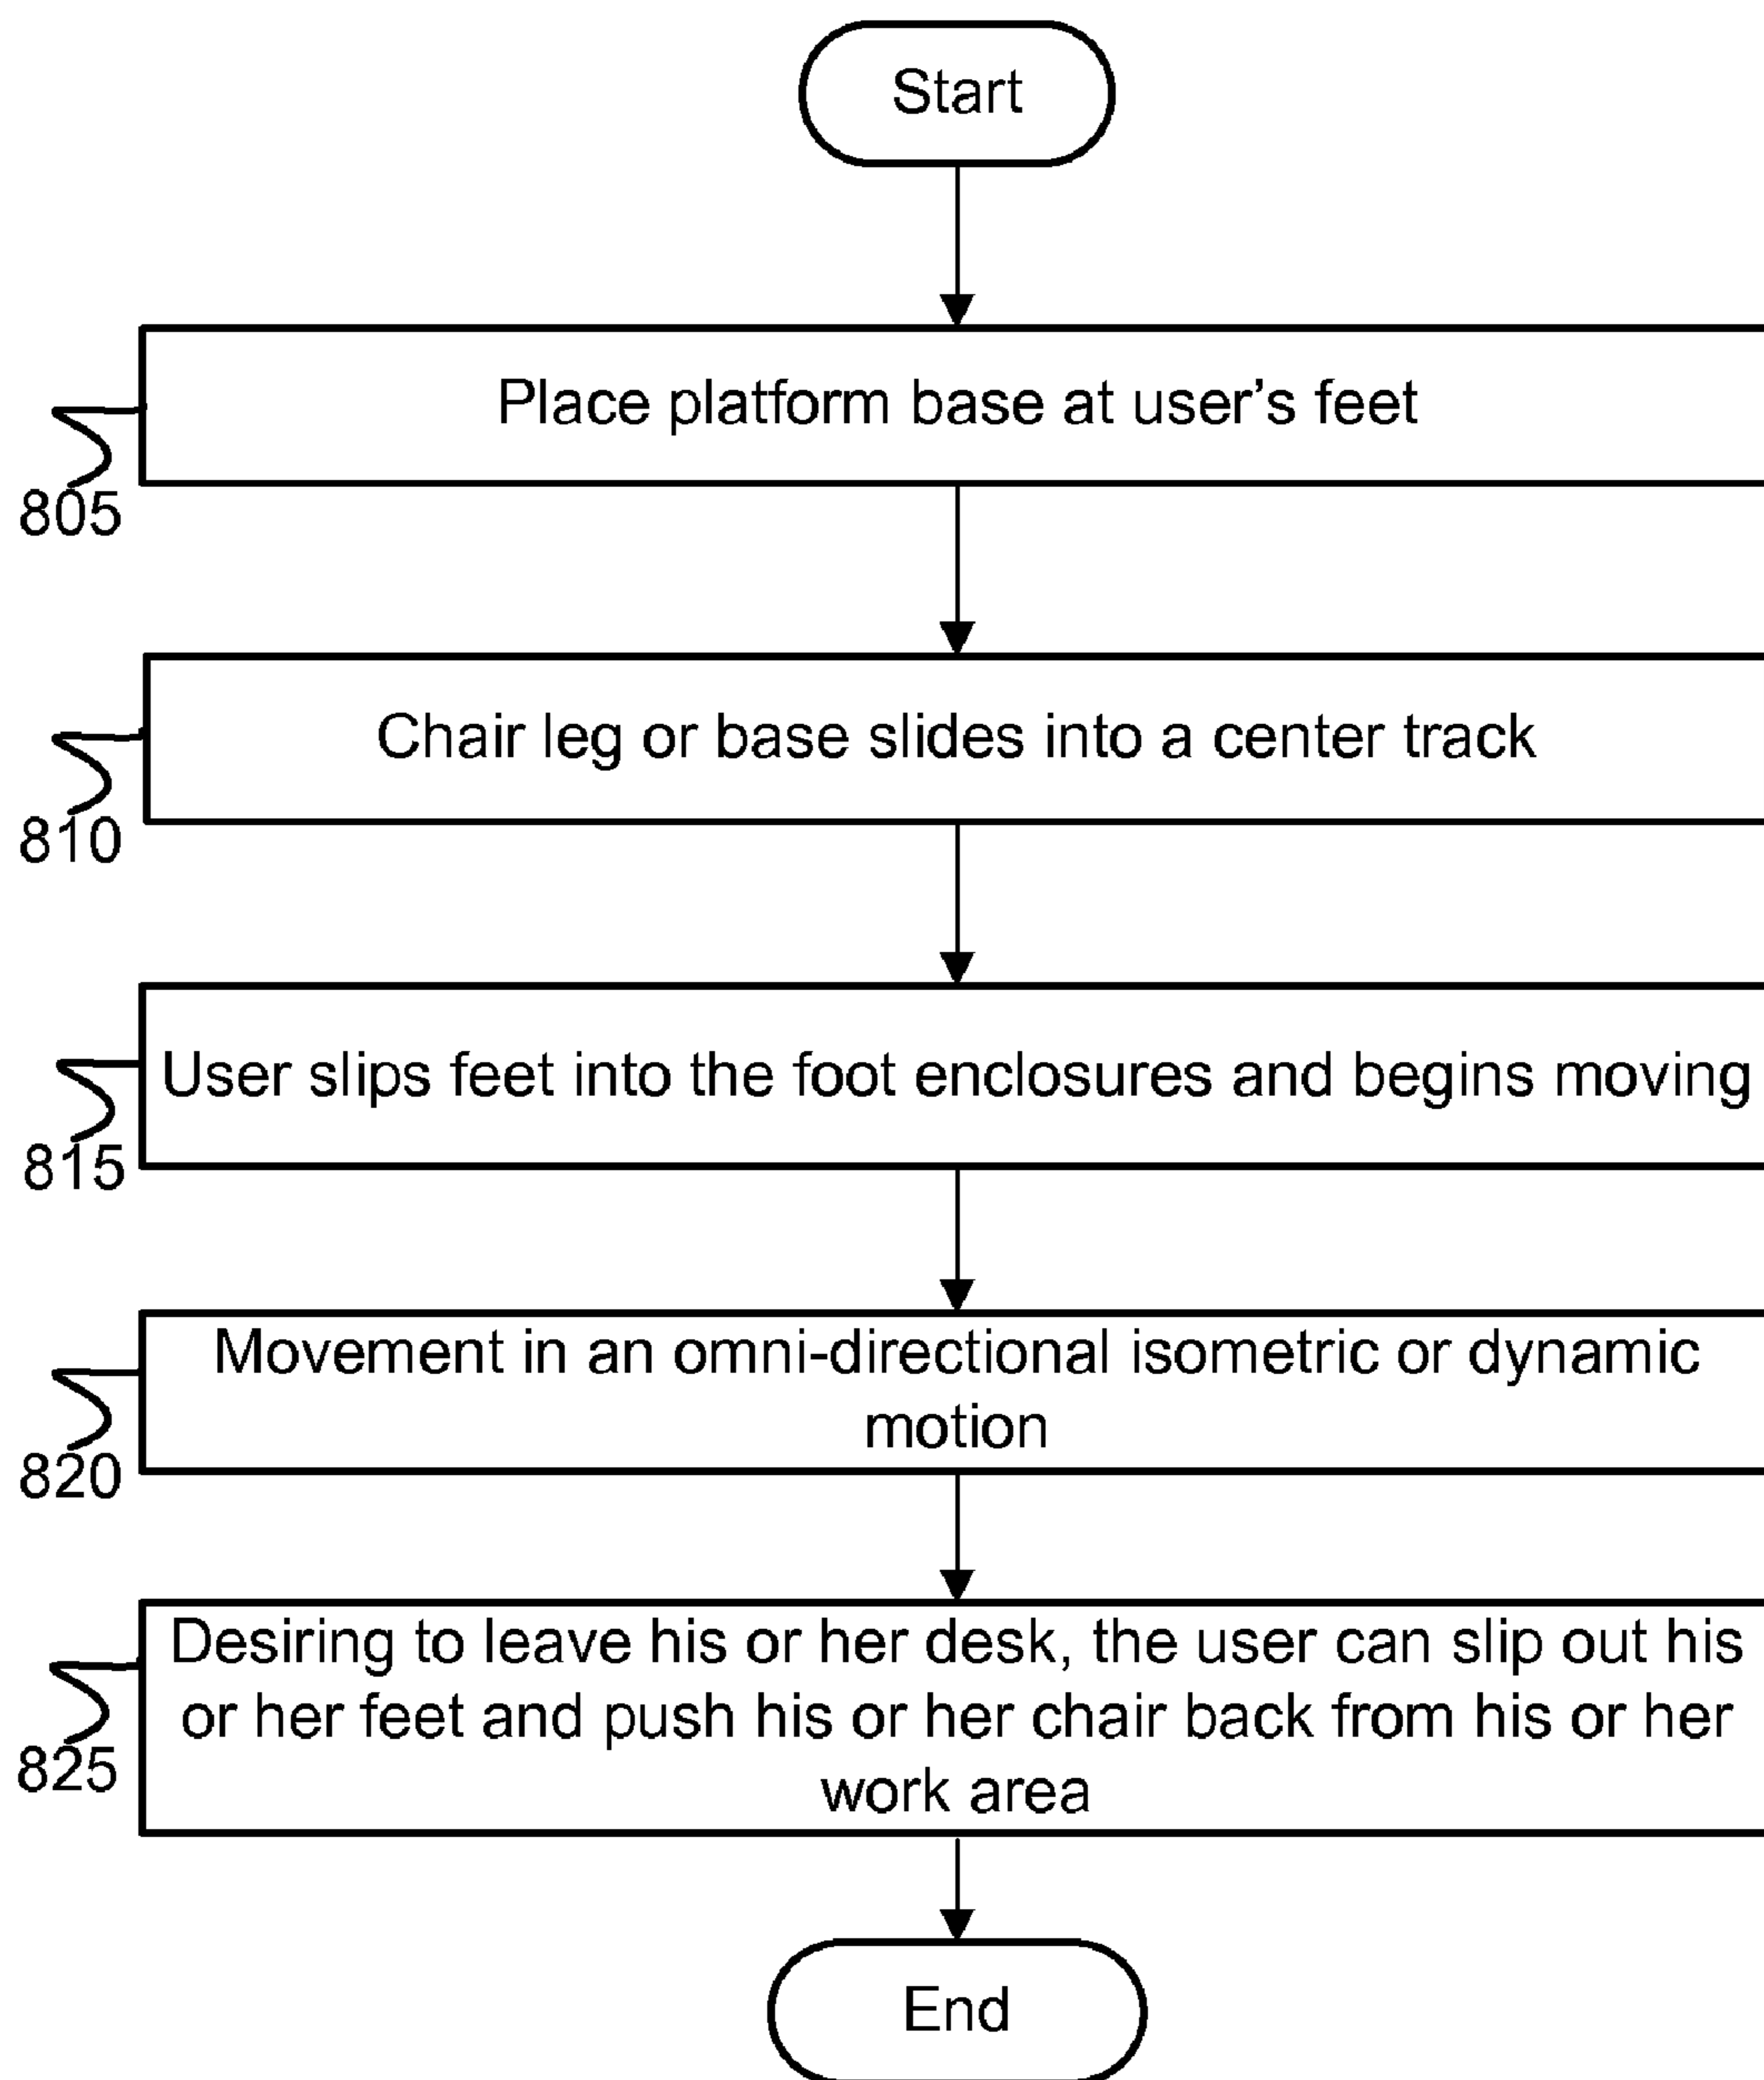 Start
Place platform base at user's feet
805
Chair leg or base slides into a center track
810
User slips feet into the foot enclosures and begins moving
815
Movement in an omni-directional isometric or dynamic
motion
820
Desiring to leave his or her desk, the user can slip out his
or her feet and push his or her chair back from his or her
work area
825
End